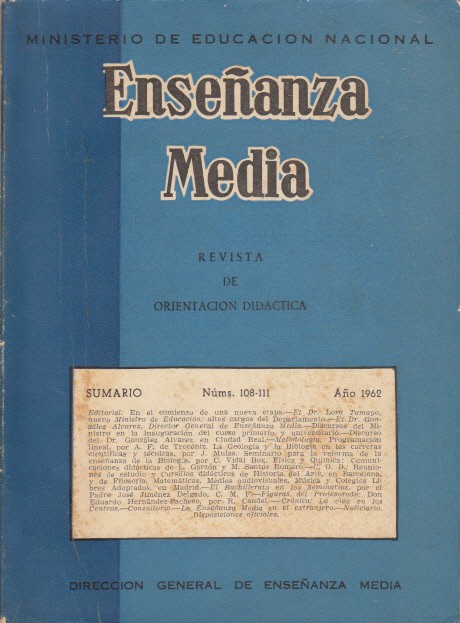 MINISTERIO DE EDUCACION NACIONAL
Enseñanza
Media
REVISTA
DE
ORIENTACION DIDACTICA
SUMARIO Núms. 108-111 Año 1962
Editorial: En el comienzo de una nueva etapa.—El Dr. Lora Tamayo,
nuevo Ministro de Educación; altos cargos del Departamento.—El Dr. Gon-
zález Alvarez, Director General de Enseñanza Media.—Discursos del Mi-
nistro en la inauguración del curso primario y universitario.—Discurso
del Dr. González Alvarez en Ciudad Real.—Metodología: Programación
lineal, por A. F. de Trocóniz. La Geología y la Biología en las carreras
científicas y técnicas, por J. Mulas. Seminario para la reforma de la
enseñanza de la Biología, por C. Vidal Box. Física y Química: Comuni-
caciones didácticas de L. Garzón y M. Santos Romero.—C. O. D.: Reunio-
nes de estudio y Cursillos didácticos de Historia del Arte, en Barcelona,
y de Filosofía, Matemáticas, Medios audiovisuales, Música y Colegios Li-
bres Adoptados, en Madrid.—El Bachillerato en los Seminarios, por el
Padre José Jiménez Delgado, C. M. F.—Figuras del Profesorado: Don
Eduardo Hernández-Pacheco, por R. Candel.—Crónica: La vida en los
Centros.—Consultorio.—La Enseñanza Media en el extranjero.—Noticiario.
Disposiciones oficiales.
DIRECCION GENERAL DE ENSEÑANZA MEDIA